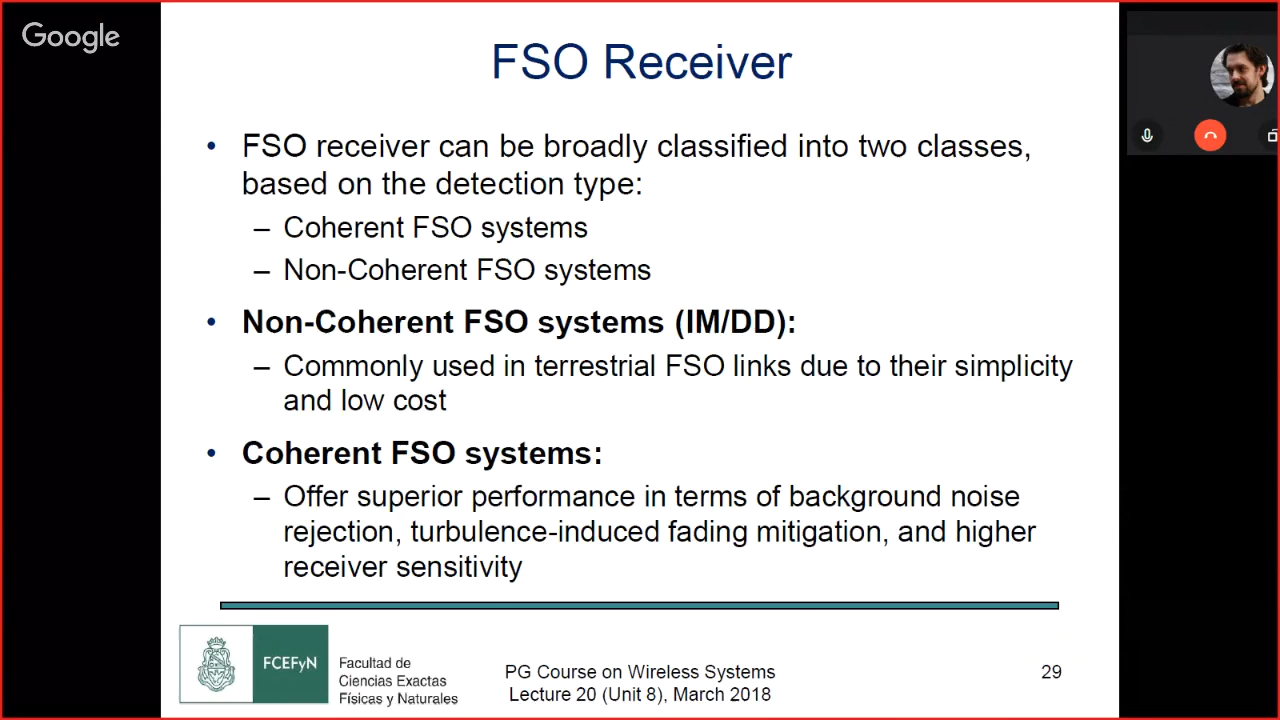 Google
FSO Receiver
• FSO receiver can be broadly classified into two classes,
based on the detection type:
– Coherent FSO systems
– Non-Coherent FSO systems
• Non-Coherent FSO systems (IM/DD):
– Commonly used in terrestrial FSO links due to their simplicity
and low cost
• Coherent FSO systems:
– Offer superior performance in terms of background noise
rejection, turbulence-induced fading mitigation, and higher
receiver sensitivity
FCEFyN
Facultad de
Ciencias Exactas
Físicas y Naturales
PG Course on Wireless Systems
Lecture 20 (Unit 8), March 2018
29